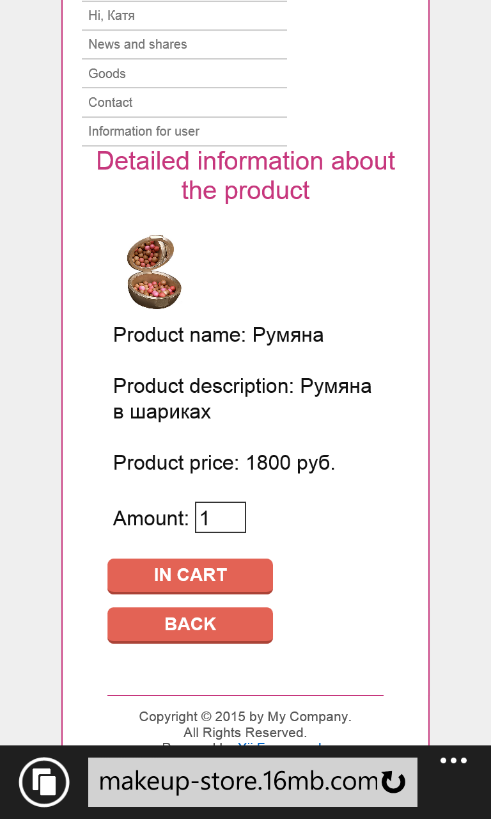 Hi, Катя
News and shares
Goods
Contact
Information for user
Detailed information about
the product
Product name: Румяна
Product description: Румяна
в шариках
Product price: 1800 руб.
Amount: 1
IN CART
BACK
Copyright © 2015 by My Company.
All Rights Reserved.
makeup-store.16mb.com